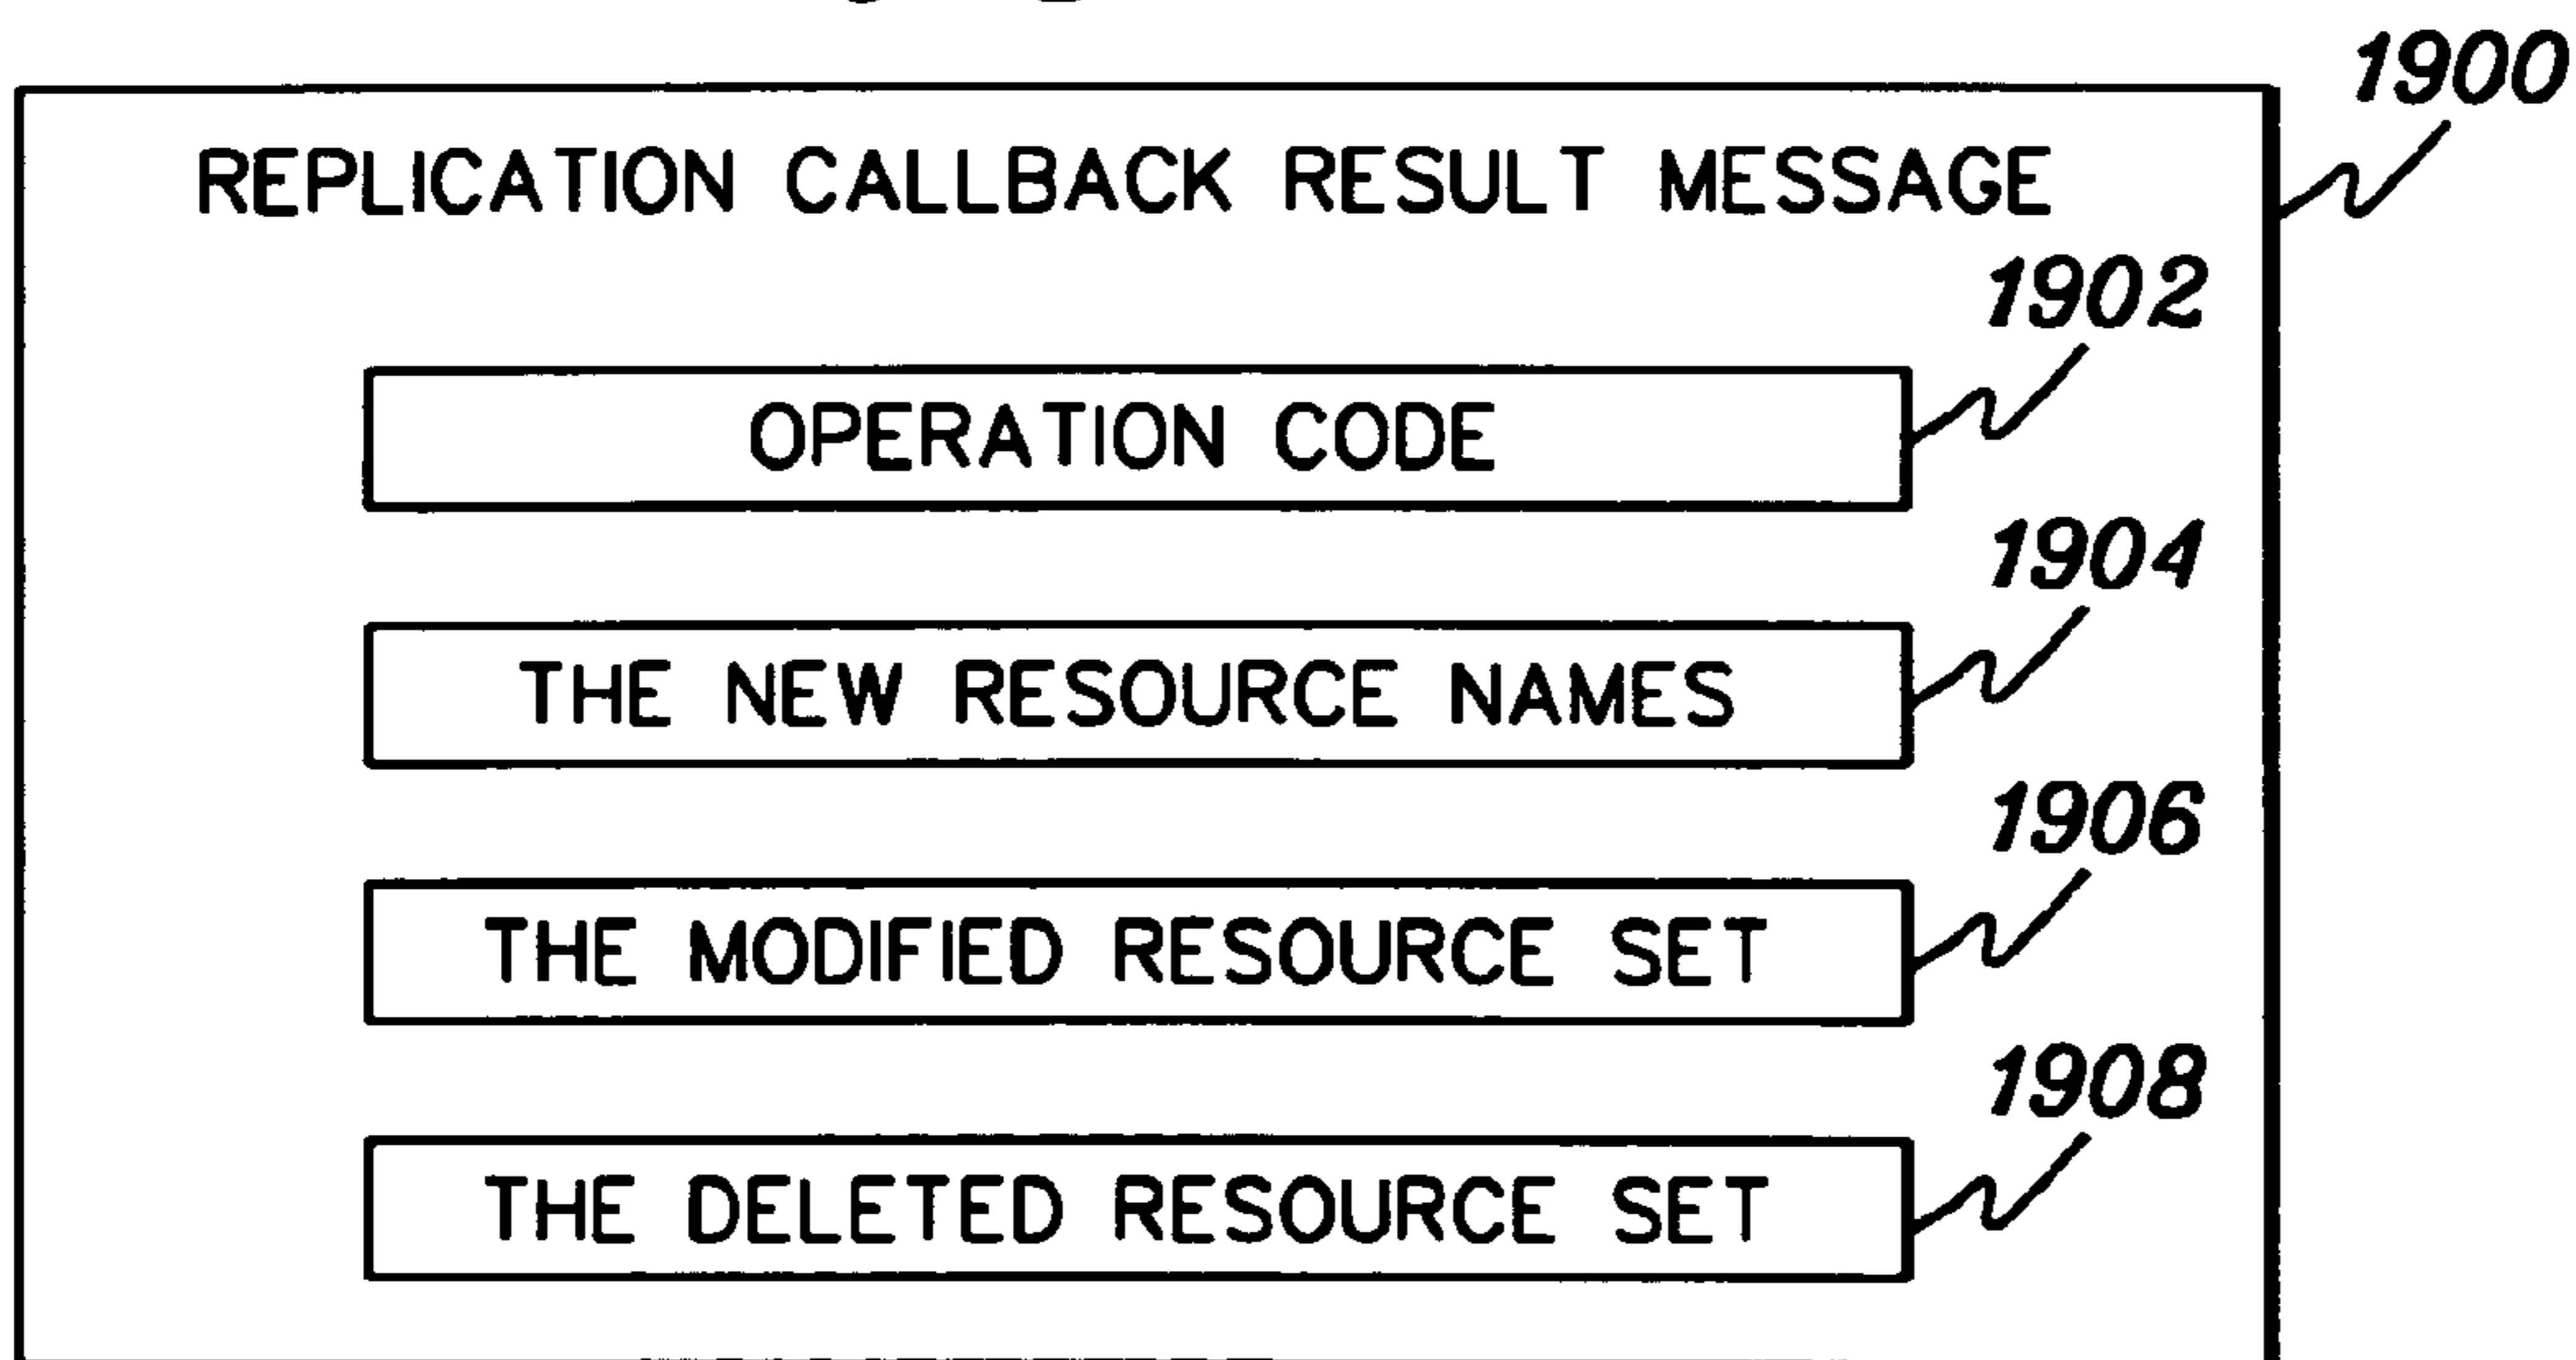 1900
REPLICATION CALLBACK RESULT MESSAGE
1902
OPERATION CODE
1904
THE NEW RESOURCE NAMES
1906
THE MODIFIED RESOURCE SET
1908
THE DELETED RESOURCE SET